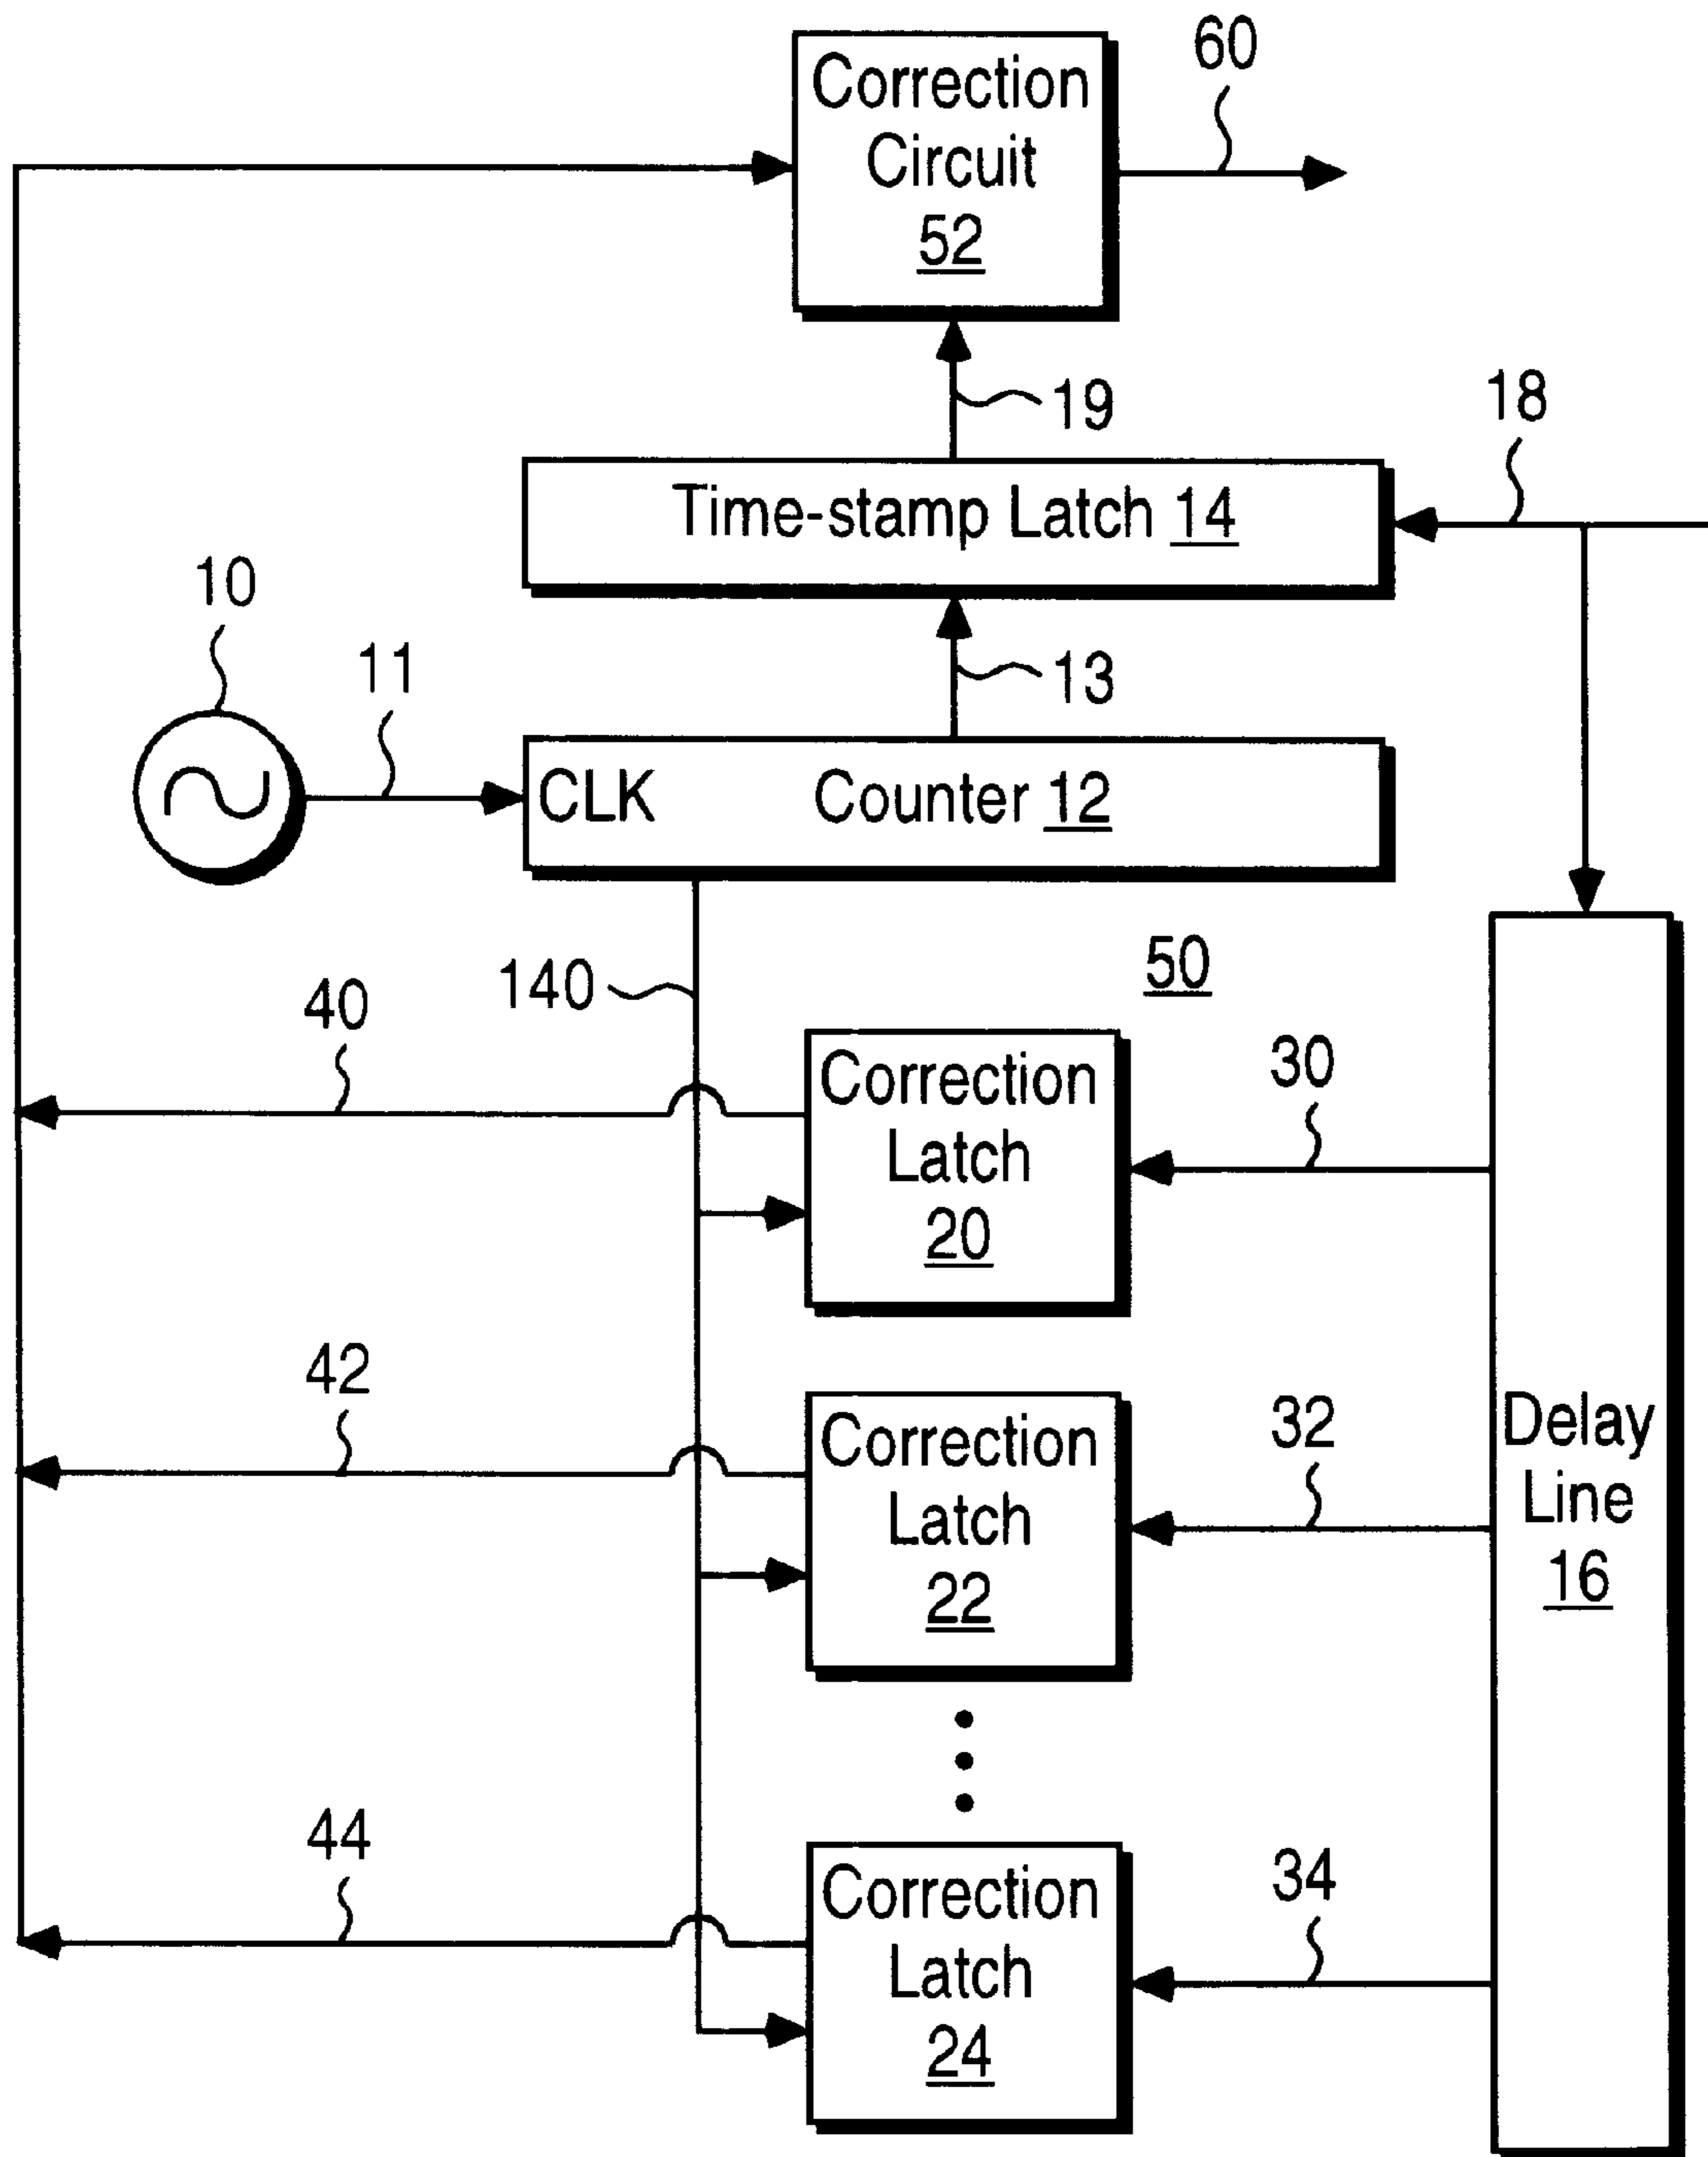 60
Correction
Circuit
52
19
18
Time-stamp Latch 14
10
11
13
CLK Counter 12
50
140
40
30
Correction
Latch
20
42
32
Correction
Latch
22
Delay
Line
16
44
34
Correction
Latch
24